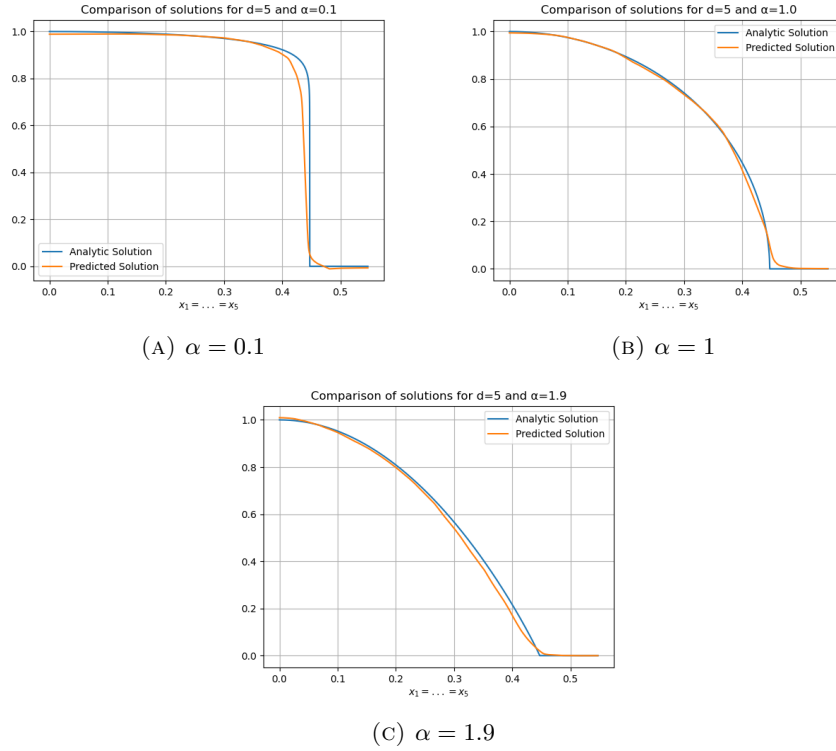 Comparison of solutions for d=5 and α=0.1
1.0
0.8
0.6
0.4
0.2
0.0
Analytic Solution
Predicted Solution
0.0 0.1 0.2 0.3 0.4 0.5
x₁ = . . . = x₅
(A) α = 0.1
Comparison of solutions for d=5 and α=1.0
Analytic Solution
Predicted Solution
1.0
0.8
0.6
0.4
0.2
0.0
0.0 0.1 0.2 0.3 0.4 0.5
x₁ = . . . = x₅
(B) α = 1
Comparison of solutions for d=5 and α=1.9
Analytic Solution
Predicted Solution
1.0
0.8
0.6
0.4
0.2
0.0
0.0 0.1 0.2 0.3 0.4 0.5
x₁ = . . . = x₅
(C) α = 1.9